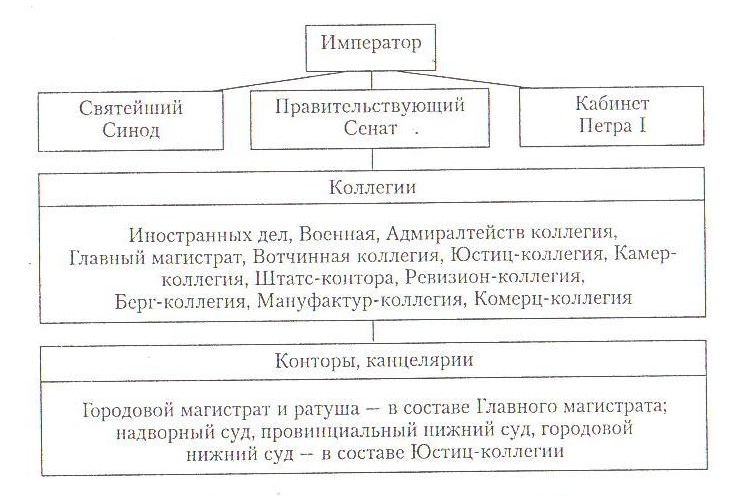 Император
Святейший
Синод
Правительствующий
Сенат .
Кабинет
Петра I
Коллегии
Иностранных дел, Военная, Адмиралтейств коллегия,
Главный магистрат, Вотчинная коллегия, Юстиц-коллегия, Камер-
коллегия, Штатс-контора, Ревизион-коллегия,
Берг-коллегия, Мануфактур-коллегия, Комерц-коллегия
Конторы, канцелярии
Городовой магистрат и ратуша – в составе Главного магистрата;
надворный суд, провинциальный нижний суд, городовой
нижний суд – в составе Юстиц-коллегии